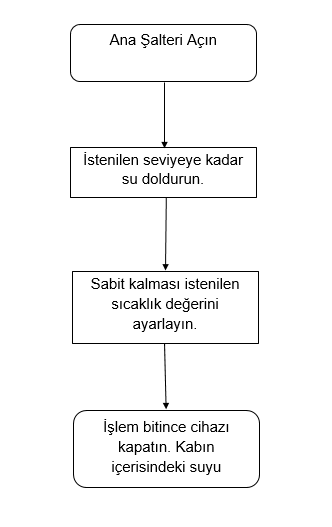 Ana Şalteri Açın
İstenilen seviyeye kadar
su doldurun.
Sabit kalması istenilen
sıcaklık değerini
ayarlayın.
İşlem bitince cihazı
kapatın. Kabın
içerisindeki suyu